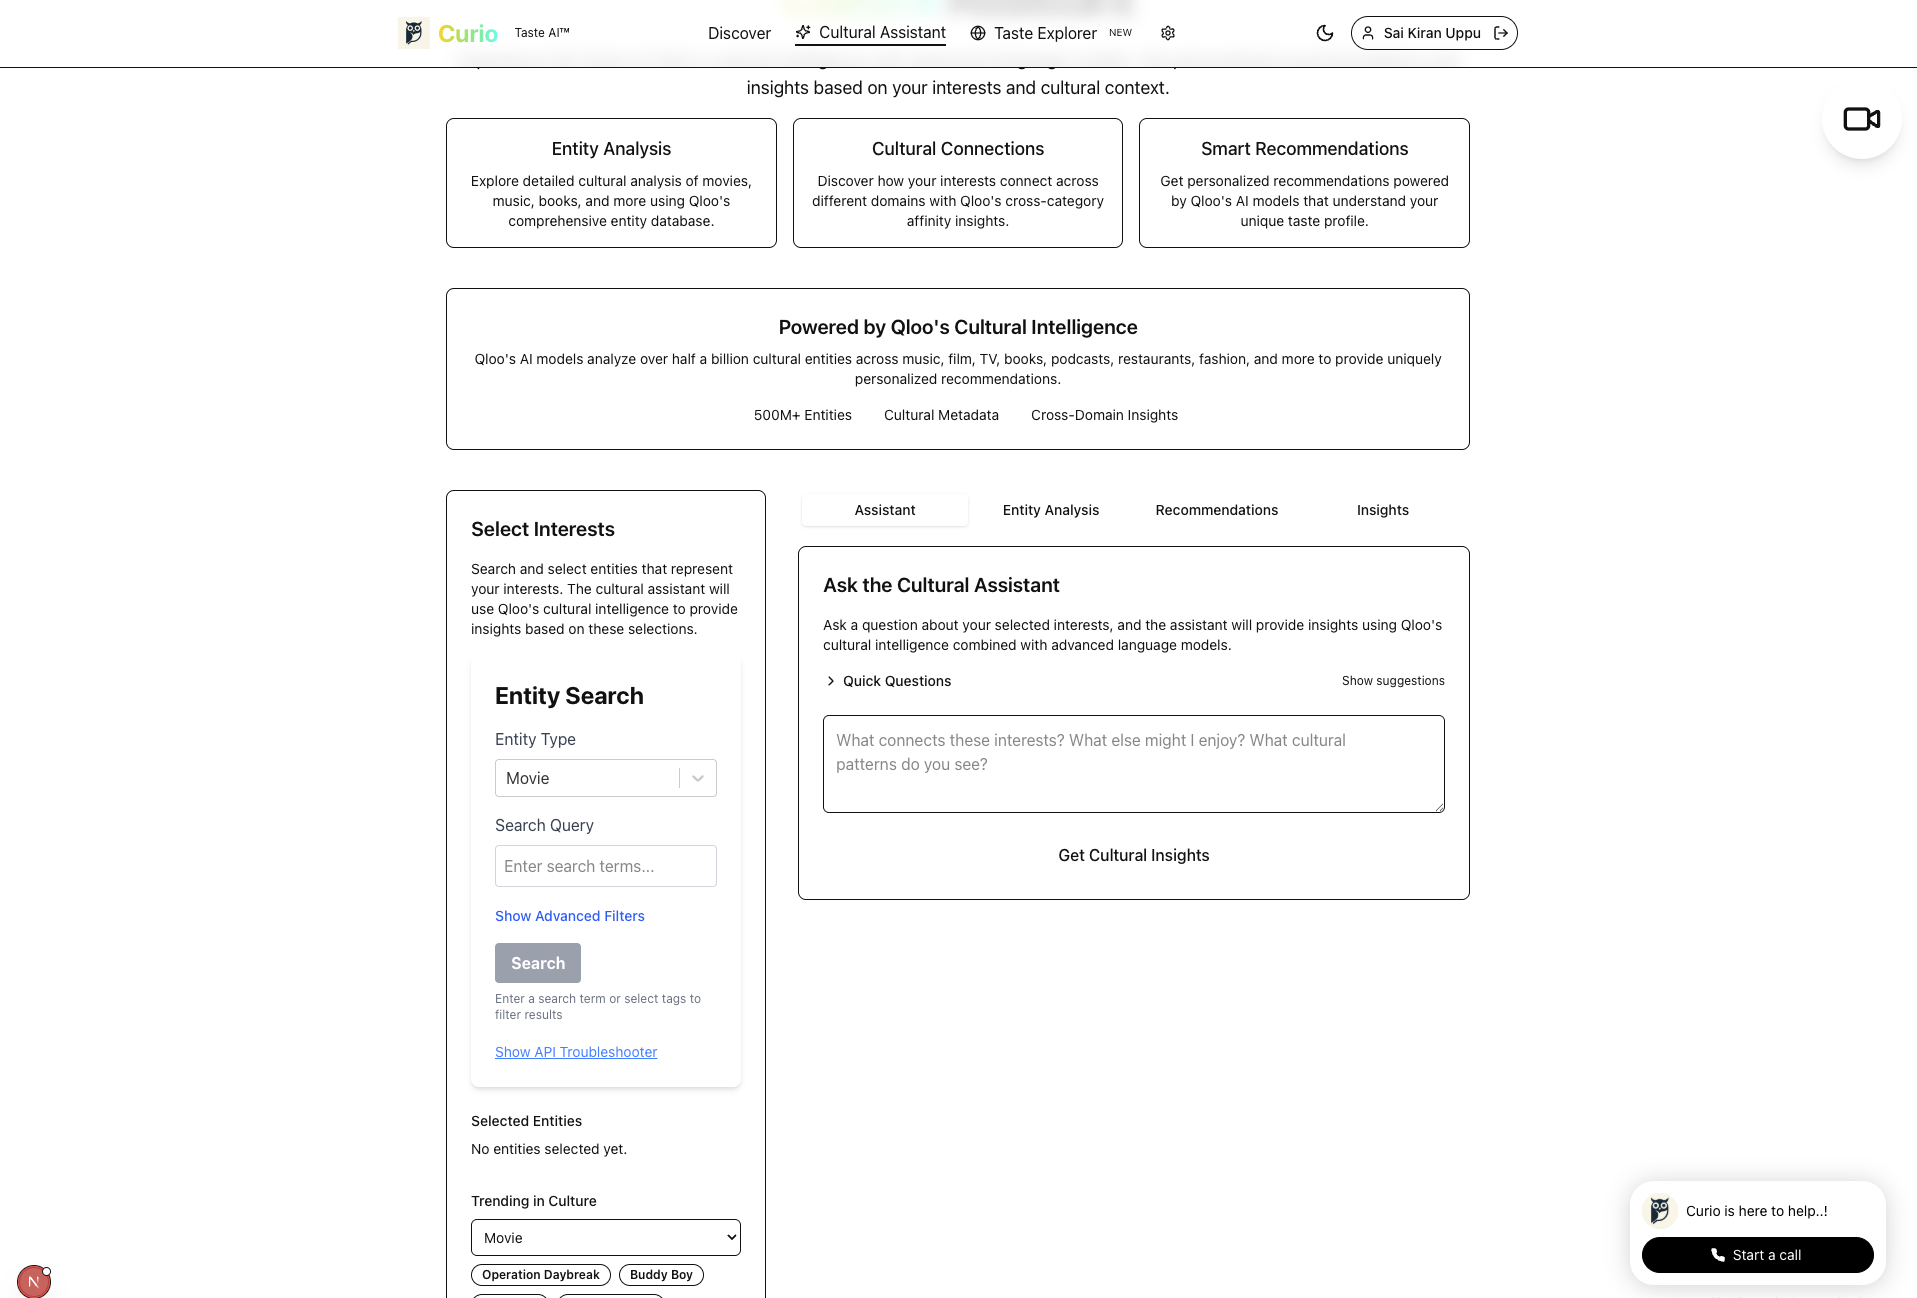 Curio
Taste AI™
Discover
Cultural Assistant
Taste Explorer
NEW
Sai Kiran Uppu
insights based on your interests and cultural context.
Entity Analysis
Explore detailed cultural analysis of movies,
music, books, and more using Qloo's
comprehensive entity database.
Cultural Connections
Discover how your interests connect across
different domains with Qloo's cross-category
affinity insights.
Smart Recommendations
Get personalized recommendations powered
by Qloo's AI models that understand your
unique taste profile.
Powered by Qloo's Cultural Intelligence
Qloo's AI models analyze over half a billion cultural entities across music, film, TV, books, podcasts, restaurants, fashion, and more to provide uniquely
personalized recommendations.
500M+ Entities
Cultural Metadata
Cross-Domain Insights
Select Interests
Search and select entities that represent
your interests. The cultural assistant will
use Qloo's cultural intelligence to provide
insights based on these selections.
Entity Search
Entity Type
Movie
Search Query
Enter search terms...
Show Advanced Filters
Search
Enter a search term or select tags to
filter results
Show API Troubleshooter
Selected Entities
No entities selected yet.
Trending in Culture
Movie
Operation Daybreak
Buddy Boy
Assistant
Entity Analysis
Recommendations
Insights
Ask the Cultural Assistant
Ask a question about your selected interests, and the assistant will provide insights using Qloo's
cultural intelligence combined with advanced language models.
Quick Questions
Show suggestions
What connects these interests? What else might I enjoy? What cultural
patterns do you see?
Get Cultural Insights
Curio is here to help..!
Start a call
N